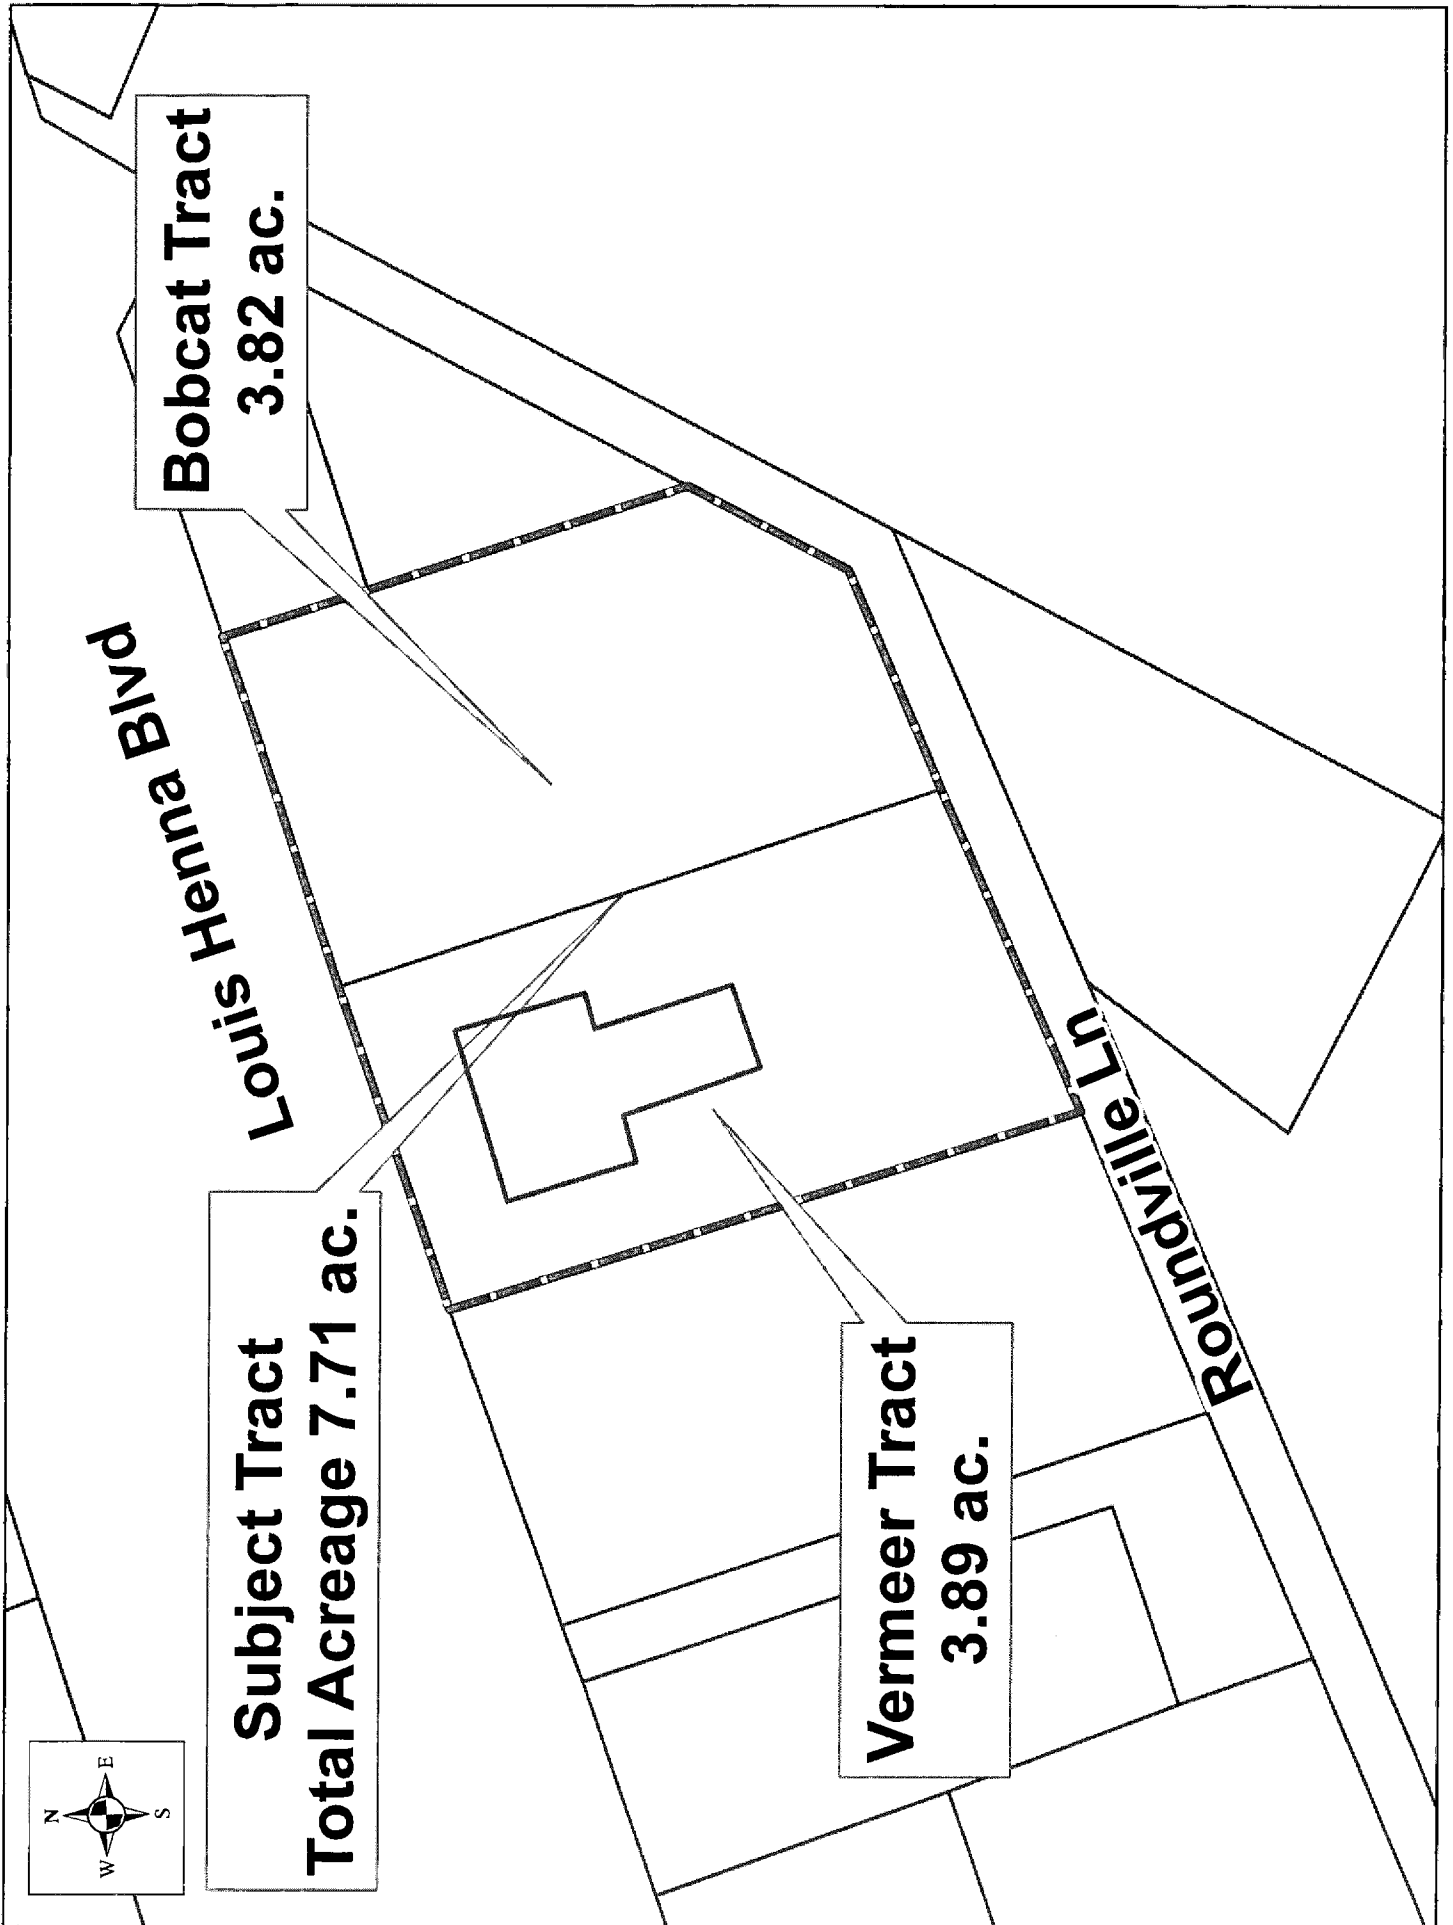 N
W
E
S
Subject Tract
Total Acreage 7.71 ac.
Louis Henna Blvd
Bobcat Tract
3.82 ac.
Vermeer Tract
3.89 ac.
Roundville Ln